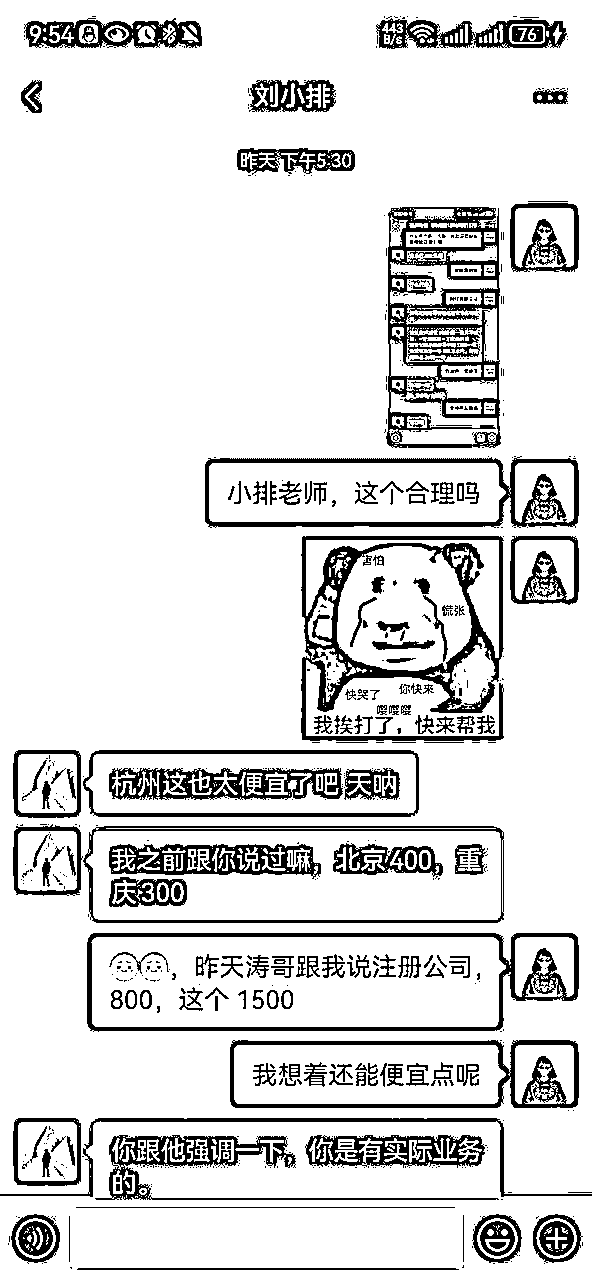 9:54
443 B/s
76
刘小排
昨天 下午5:30
小排老师，这个合理吗
害怕
慌张
快哭了
你快来
嘤嘤嘤
我挨打了，快来帮我
杭州这也太便宜了吧 天呐
我之前跟你说过嘛，北京400，重
庆300
，昨天涛哥跟我说注册公司，
800，这个 1500
我想着还能便宜点呢
你跟他强调一下，你是有实际业务
的。